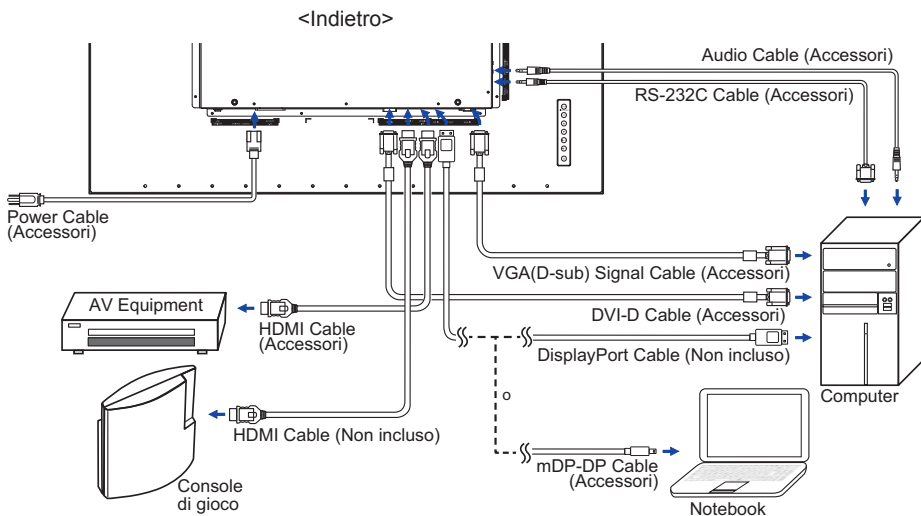 <Indietro>
Audio Cable (Accessori)
RS-232C Cable (Accessori)
Power Cable
(Accessori)
VGA(D-sub) Signal Cable (Accessori)
AV Equipment
HDMI Cable
(Accessori)
DVI-D Cable (Accessori)
DisplayPort Cable (Non incluso)
Computer
o
HDMI Cable (Non incluso)
mDP-DP Cable
(Accessori)
Console
di gioco
Notebook